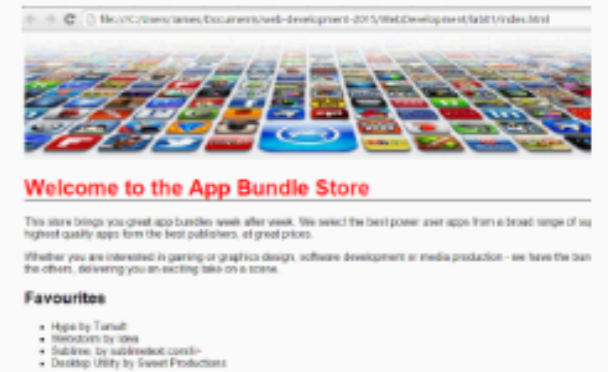 file:///C:/Users/James/Documents/web-development-2015/WebDevelopment/lab01/index.html
Welcome to the App Bundle Store
This store brings you great app bundles week after week. We select the best power user apps from a broad range of
highest quality apps form the best publishers, at great prices.
Whether you are interested in gaming or graphics design, software development or media production - we have the bun
the others, delivering you an exciting take on a scene.
Favourites
Hype by Tumult
Webstorm by Idea
Sublime, by sublimetext.com/li>
Desktop Utility by Sweet Productions